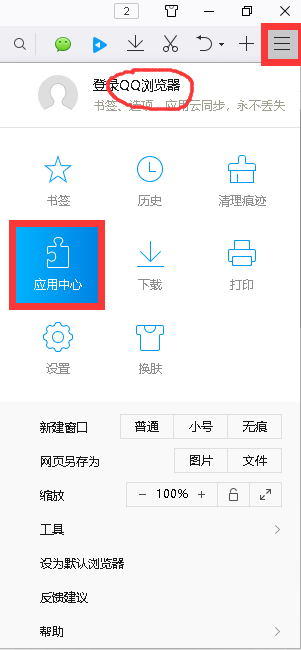 2
登录QQ浏览器
书签、选项、应用云同步，永不丢失
书签
历史
清理痕迹
应用中心
下载
打印
设置
换肤
新建窗口 普通 小号 无痕
网页另存为 图片 文件
缩放 − 100% +
工具
设为默认浏览器
反馈建议
帮助